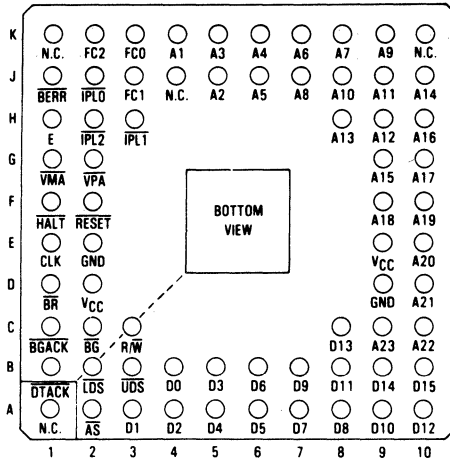 K
N.C. FC2 FC0 A1 A3 A4 A6 A7 A9 N.C.
J
BERR IPL0 FC1 N.C. A2 A5 A8 A10 A11 A14
H
E IPL2 IPL1 A13 A12 A16
G
VMA VPA A15 A17
F
HALT RESET BOTTOM VIEW A18 A19
E
CLK GND VCC A20
D
BR VCC GND A21
C
BGACK BG R/W D13 A23 A22
B
DTACK LDS UDS D0 D3 D6 D9 D11 D14 D15
A
N.C. AS D1 D2 D4 D5 D7 D8 D10 D12
1 2 3 4 5 6 7 8 9 10